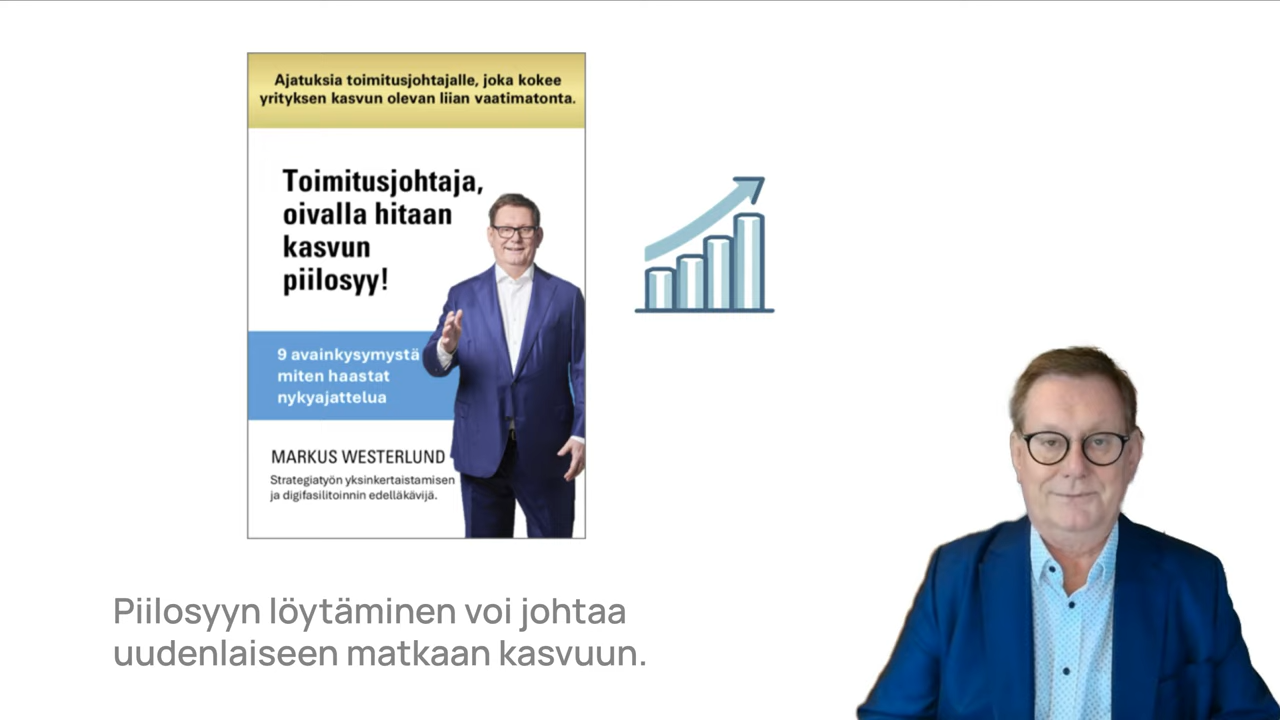 Ajatuksia toimitusjohtajalle, joka kokee
yrityksen kasvun olevan liian vaatimatonta.
Toimitusjohtaja,
oivalla hitaan
kasvun
piilosyy!
9 avainkysymystä
miten haastat
nykyajattelua
MARKUS WESTERLUND
Strategiatyön yksinkertaistamisen
ja digifasilitoinnin edelläkävijä.
Piilosyyn löytäminen voi johtaa
uudenlaiseen matkaan kasvuun.